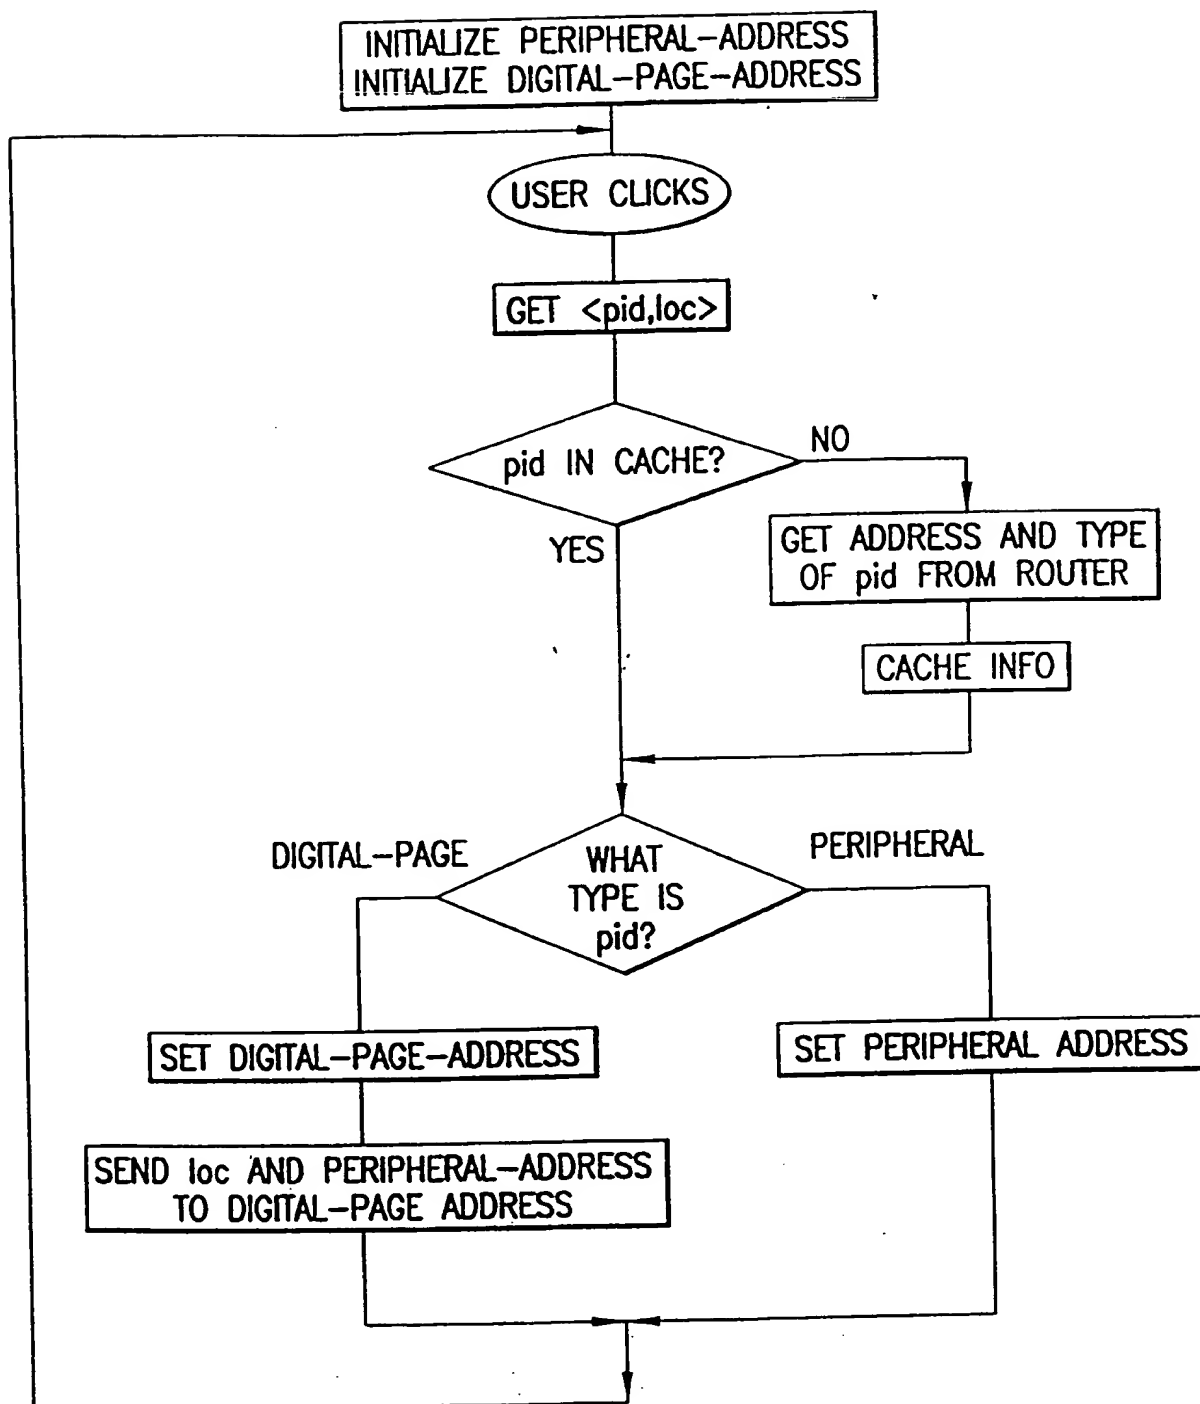 INITIALIZE PERIPHERAL-ADDRESS
INITIALIZE DIGITAL-PAGE-ADDRESS
USER CLICKS
GET <pid,loc>
pid IN CACHE?
NO
YES
GET ADDRESS AND TYPE
OF pid FROM ROUTER
CACHE INFO
DIGITAL-PAGE
WHAT
TYPE IS
pid?
PERIPHERAL
SET DIGITAL-PAGE-ADDRESS
SET PERIPHERAL ADDRESS
SEND loc AND PERIPHERAL-ADDRESS
TO DIGITAL-PAGE ADDRESS